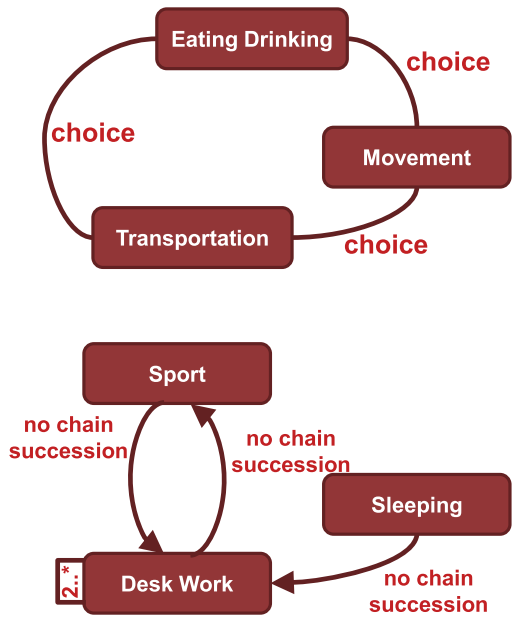 Eating Drinking
choice
choice
Movement
Transportation
choice
Sport
no chain
succession
no chain
succession
Sleeping
2..*
Desk Work
no chain
succession